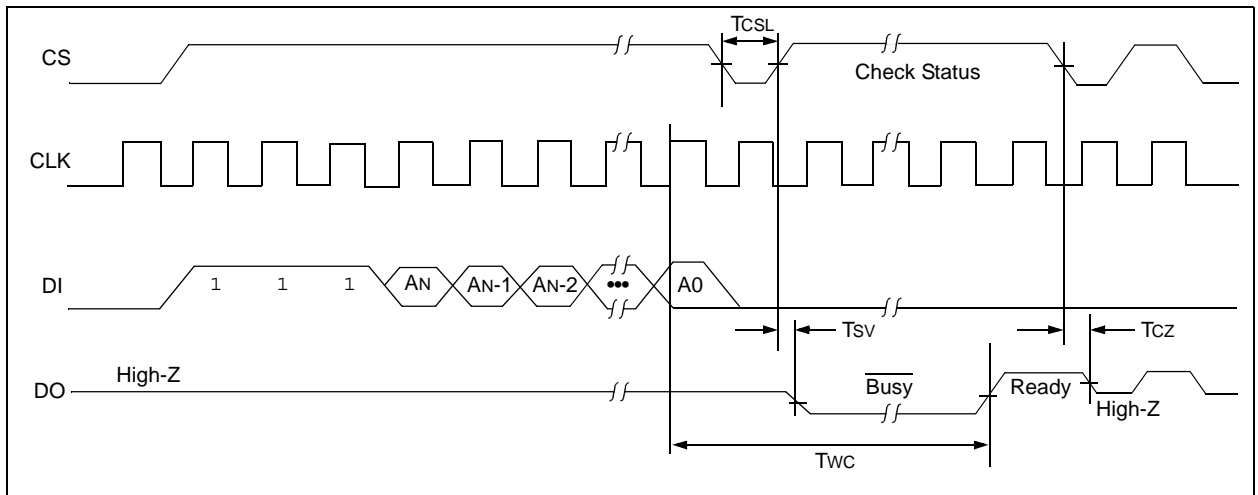 TCSL
CS
Check Status
CLK
DI
1 1 1 AN AN-1 AN-2 ••• A0
TSV
TCZ
High-Z
DO
Busy
Ready
High-Z
TWC